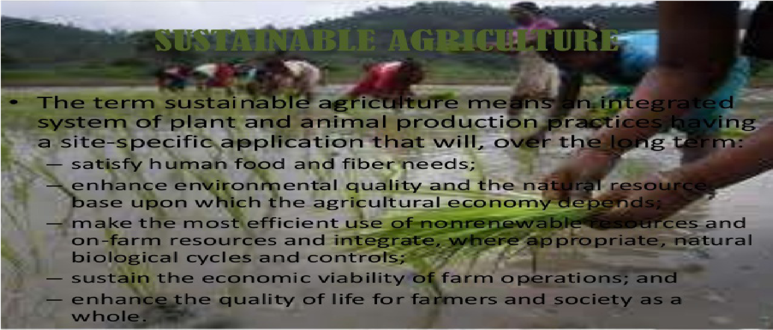 SUSTAINABLE AGRICULTURE
• The term sustainable agriculture means an integrated
system of plant and animal production practices having
a site-specific application that will, over the long term:
– satisfy human food and fiber needs;
– enhance environmental quality and the natural resource
base upon which the agricultural economy depends;
– make the most efficient use of nonrenewable resources and
on-farm resources and integrate, where appropriate, natural
biological cycles and controls;
– sustain the economic viability of farm operations; and
– enhance the quality of life for farmers and society as a
whole.